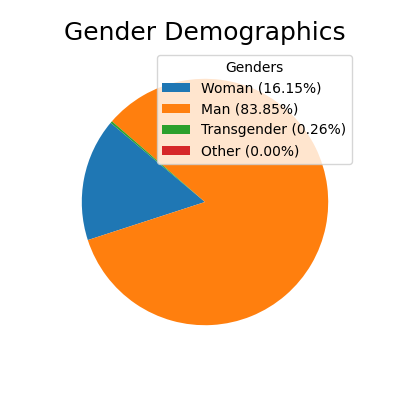 Gender Demographics
Genders
Woman (16.15%)
Man (83.85%)
Transgender (0.26%)
Other (0.00%)